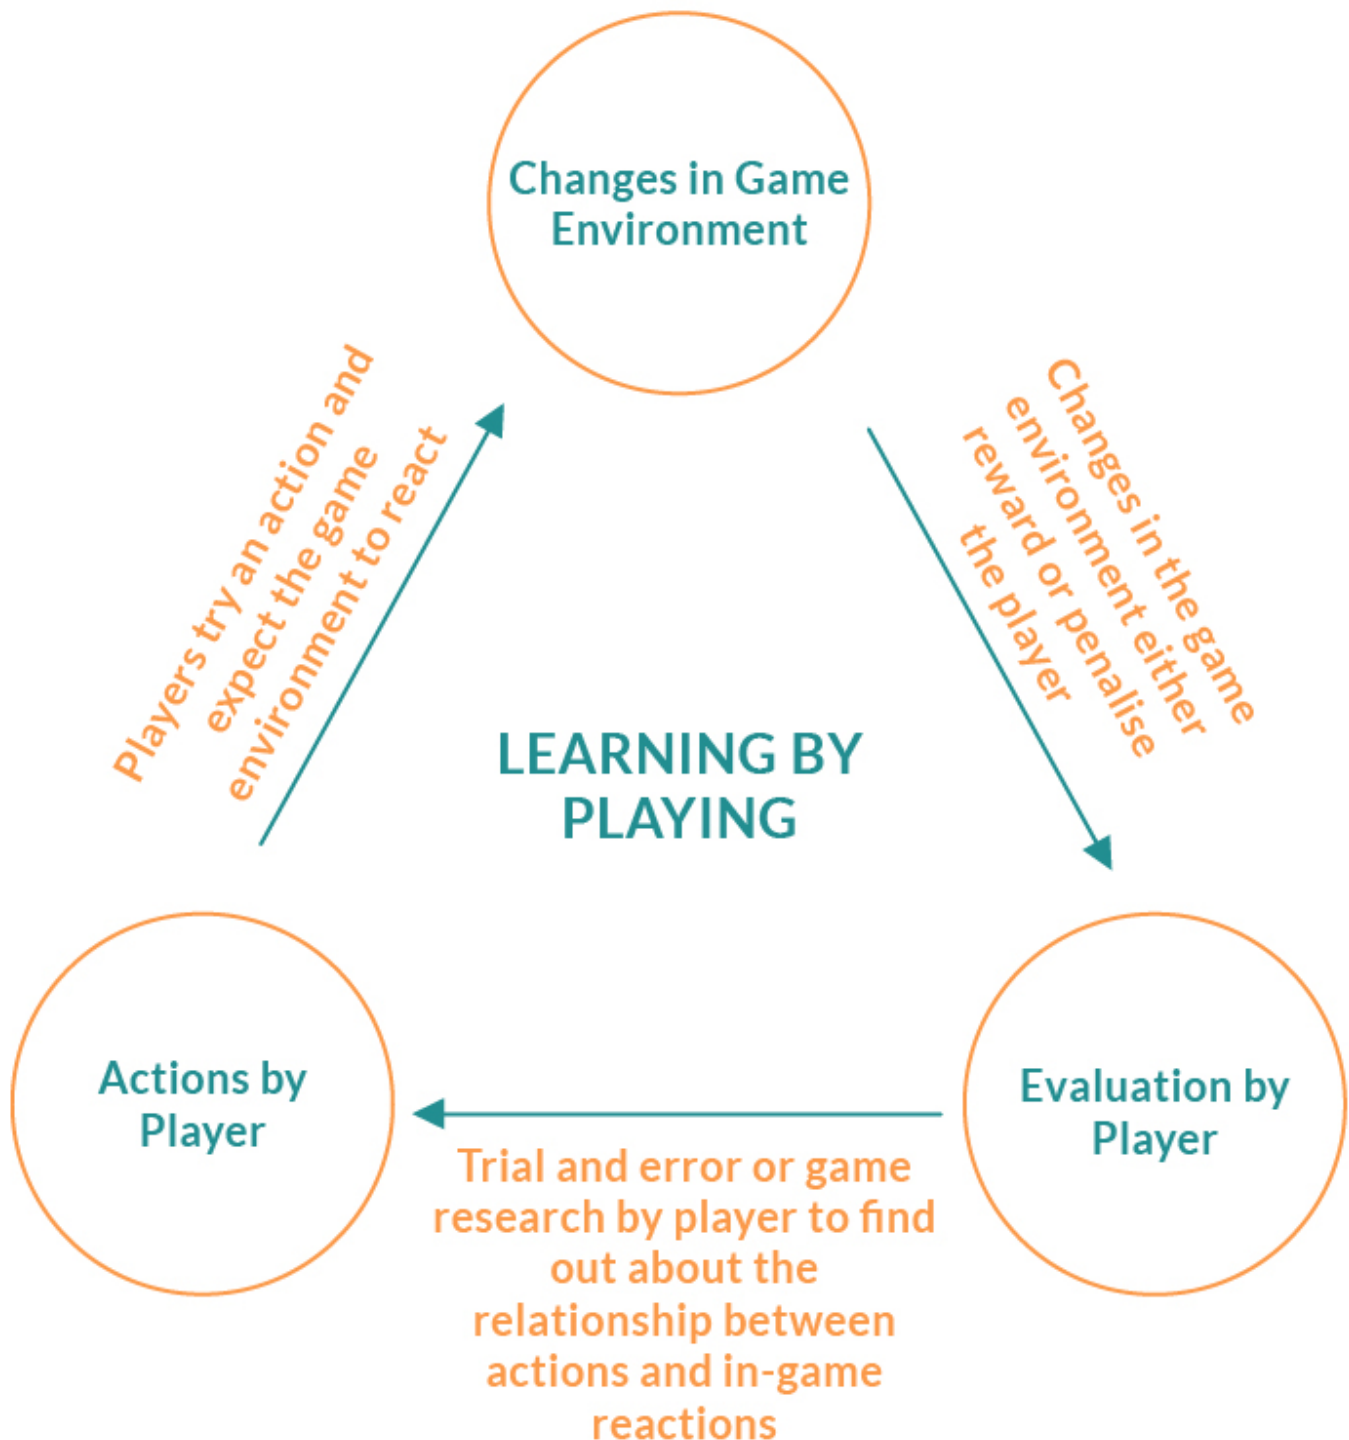 Changes in Game
Environment
Players try an action and
expect the game
environment to react
Changes in the game
environment either
reward or penalise
the player
LEARNING BY
PLAYING
Actions by
Player
Evaluation by
Player
Trial and error or game
research by player to find
out about the
relationship between
actions and in-game
reactions